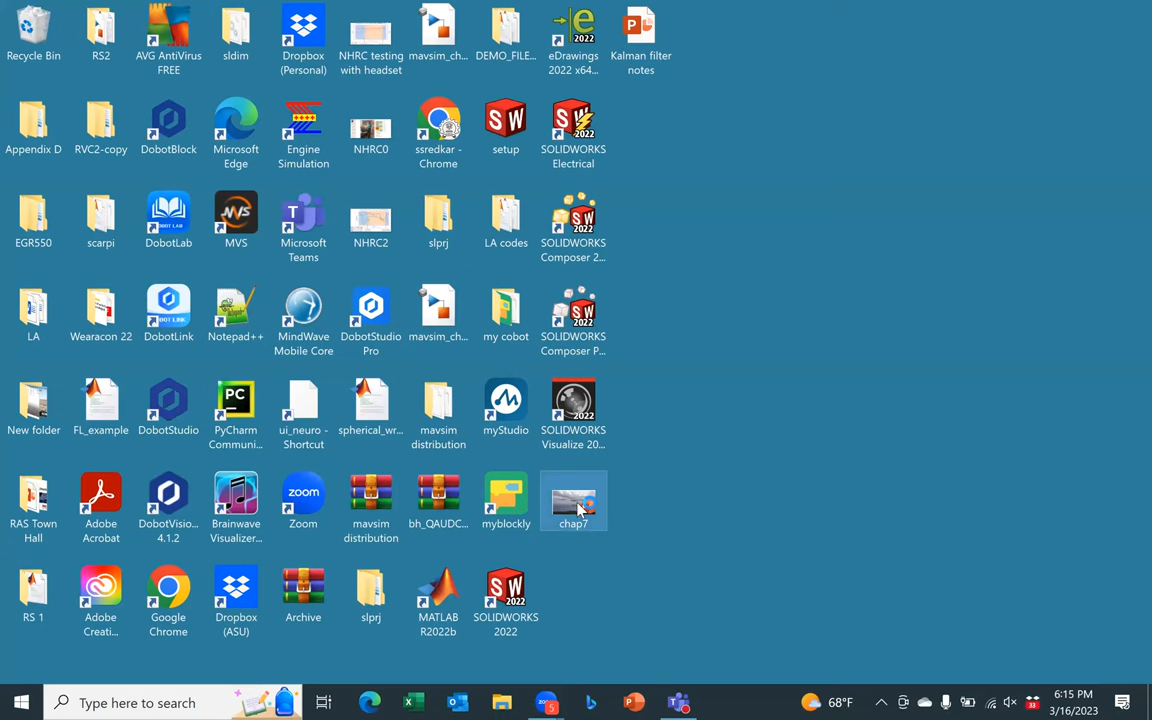 Recycle Bin
RS2
AVG AntiVirus
FREE
sldim
Dropbox
(Personal)
NHRC testing
with headset
mavsim_ch...
DEMO_FILE...
eDrawings
2022 x64...
Kalman filter
notes
Appendix D
RVC2-copy
DobotBlock
Microsoft
Edge
Engine
Simulation
NHRC0
ssredkar -
Chrome
setup
SOLIDWORKS
Electrical
EGR550
scarpi
DobotLab
MVS
Microsoft
Teams
NHRC2
slprj
LA codes
SOLIDWORKS
Composer 2...
LA
Wearacon 22
DobotLink
Notepad++
MindWave
Mobile Core
DobotStudio
Pro
mavsim_ch...
my cobot
SOLIDWORKS
Composer P...
New folder
FL_example
DobotStudio
PyCharm
Communi...
ui_neuro -
Shortcut
spherical_wr...
mavsim
distribution
myStudio
SOLIDWORKS
Visualize 20...
RAS Town
Hall
Adobe
Acrobat
DobotVisio...
4.1.2
Brainwave
Visualizer...
Zoom
mavsim
distribution
bh_QAUDC...
myblockly
chap7
RS 1
Adobe
Creati...
Google
Chrome
Dropbox
(ASU)
Archive
slprj
MATLAB
R2022b
SOLIDWORKS
2022
Type here to search
68°F
6:15 PM
3/16/2023